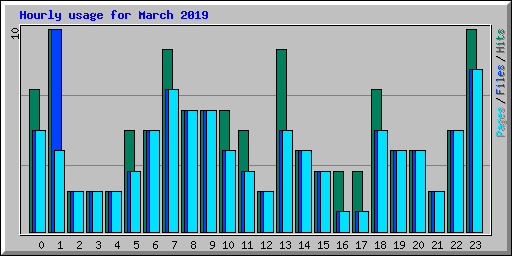 Hourly usage for March 2019
10
Pages/Files/Hits
0 1 2 3 4 5 6 7 8 9 10 11 12 13 14 15 16 17 18 19 20 21 22 23